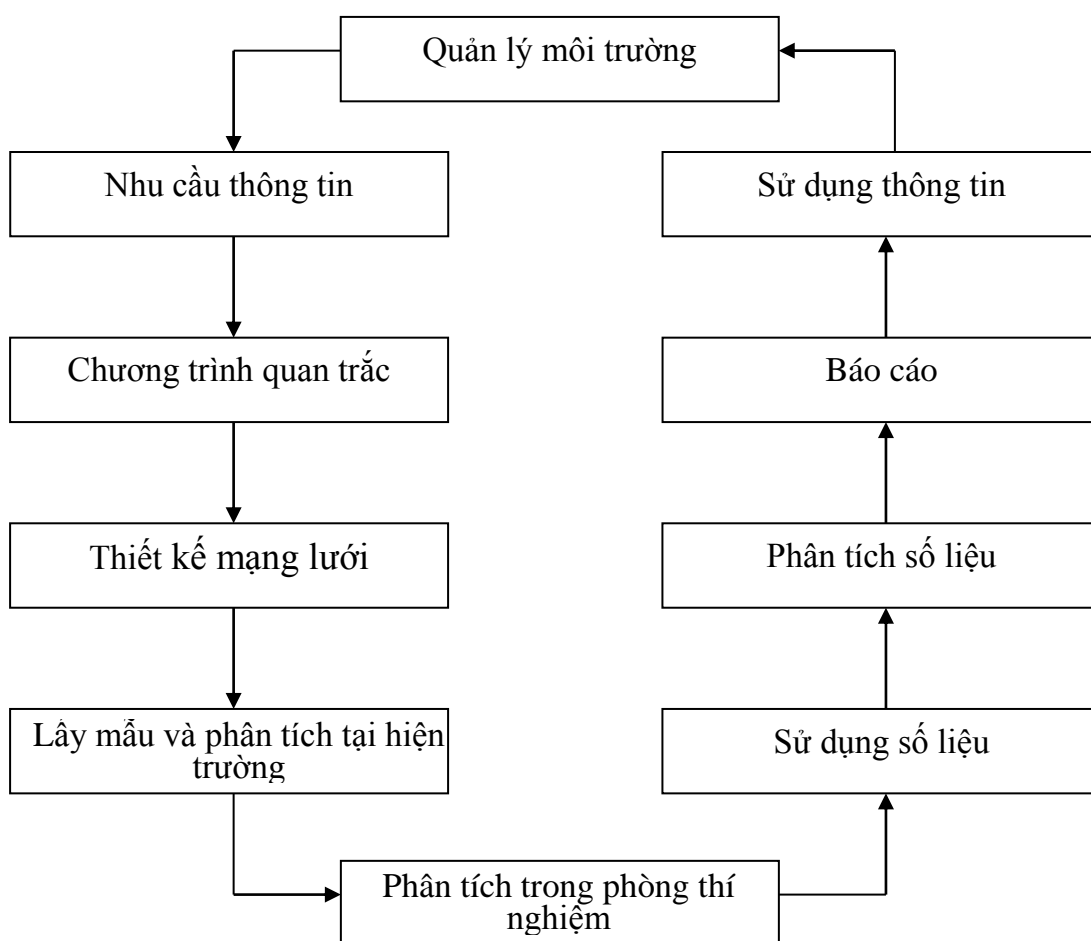 Quản lý môi trường
Nhu cầu thông tin
Sử dụng thông tin
Chương trình quan trắc
Báo cáo
Thiết kế mạng lưới
Phân tích số liệu
Lấy mẫu và phân tích tại hiện
trường
Sử dụng số liệu
Phân tích trong phòng thí
nghiệm